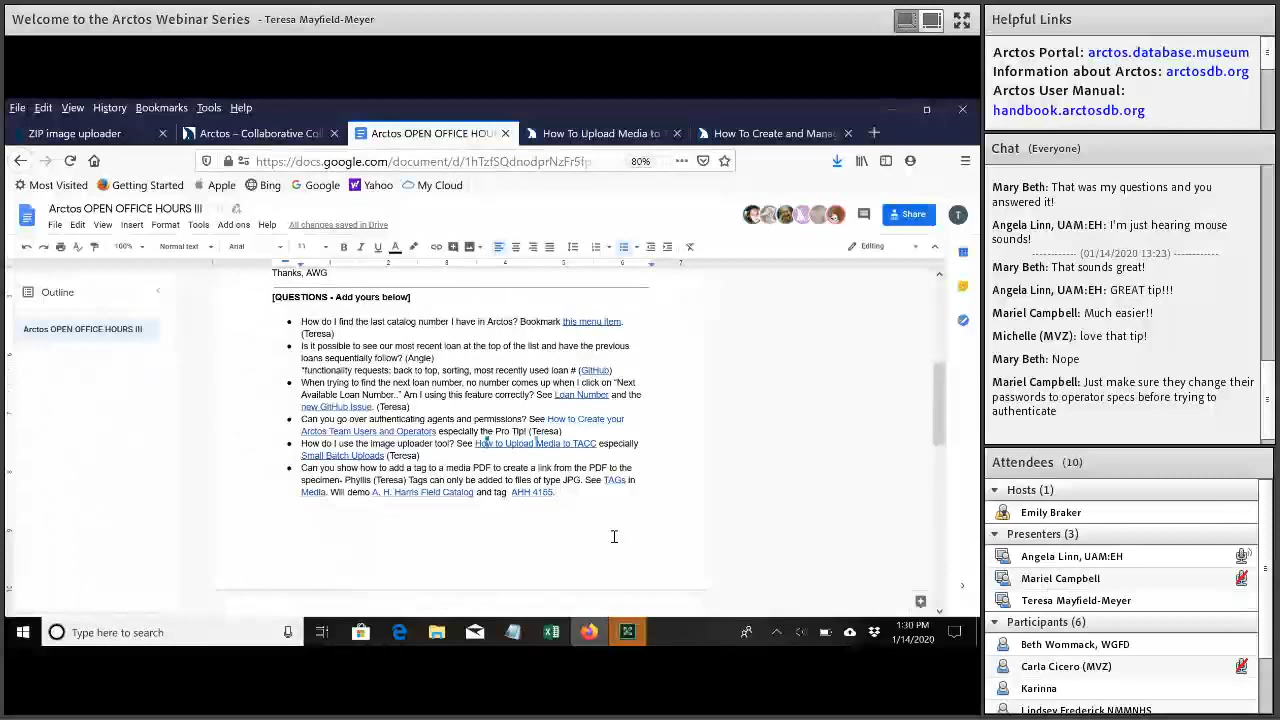 Welcome to the Arctos Webinar Series - Teresa Mayfield-Meyer
File Edit View History Bookmarks Tools Help
ZIP image uploader
Arctos – Collaborative Col
Arctos OPEN OFFICE HOU
How To Upload Media to
How To Create and Mana
https://docs.google.com/document/d/1hTzfSQdnodprNzFr5f
80%
Most Visited Getting Started Apple Bing Google Yahoo My Cloud
Arctos OPEN OFFICE HOURS III
File Edit View Insert Format Tools Add ons Help All changes saved in Drive
Share
T
100% Normal text Arial 11 Editing
1 2 3 4 5 6 7
Outline
Arctos OPEN OFFICE HOURS III
Thanks, AWG
[QUESTIONS - Add yours below]
● How do I find the last catalog number I have in Arctos? Bookmark this menu item.
(Teresa)
● Is it possible to see our most recent loan at the top of the list and have the previous
loans sequentially follow? (Angie)
*functionality requests: back to top, sorting, most recently used loan # (GitHub)
● When trying to find the next loan number, no number comes up when I click on "Next
Available Loan Number.." Am I using this feature correctly? See Loan Number and the
new GitHub Issue. (Teresa)
● Can you go over authenticating agents and permissions? See How to Create your
Arctos Team Users and Operators especially the Pro Tip! (Teresa)
● How do I use the image uploader tool? See How to Upload Media to TACC especially
Small Batch Uploads (Teresa)
● Can you show how to add a tag to a media PDF to create a link from the PDF to the
specimen- Phyllis (Teresa) Tags can only be added to files of type JPG. See TAGs in
Media. Will demo A. H. Harris Field Catalog and tag AHH 4165.
Type here to search
1:30 PM
1/14/2020
Helpful Links
Arctos Portal: arctos.database.museum
Information about Arctos: arctosdb.org
Arctos User Manual:
handbook.arctosdb.org
Chat (Everyone)
Mary Beth: That was my questions and you
answered it!
Angela Linn, UAM:EH: I'm just hearing mouse
sounds!
------------ (01/14/2020 13:23) ------------
Mary Beth: That sounds great!
Angela Linn, UAM:EH: GREAT tip!!!
Mariel Campbell: Much easier!!
Michelle (MVZ): love that tip!
Mary Beth: Nope
Mariel Campbell: Just make sure they change their
passwords to operator specs before trying to
authenticate
Attendees (10)
Hosts (1)
Emily Braker
Presenters (3)
Angela Linn, UAM:EH
Mariel Campbell
Teresa Mayfield-Meyer
Participants (6)
Beth Wommack, WGFD
Carla Cicero (MVZ)
Karinna
Lindsey Frederick NMMNHS